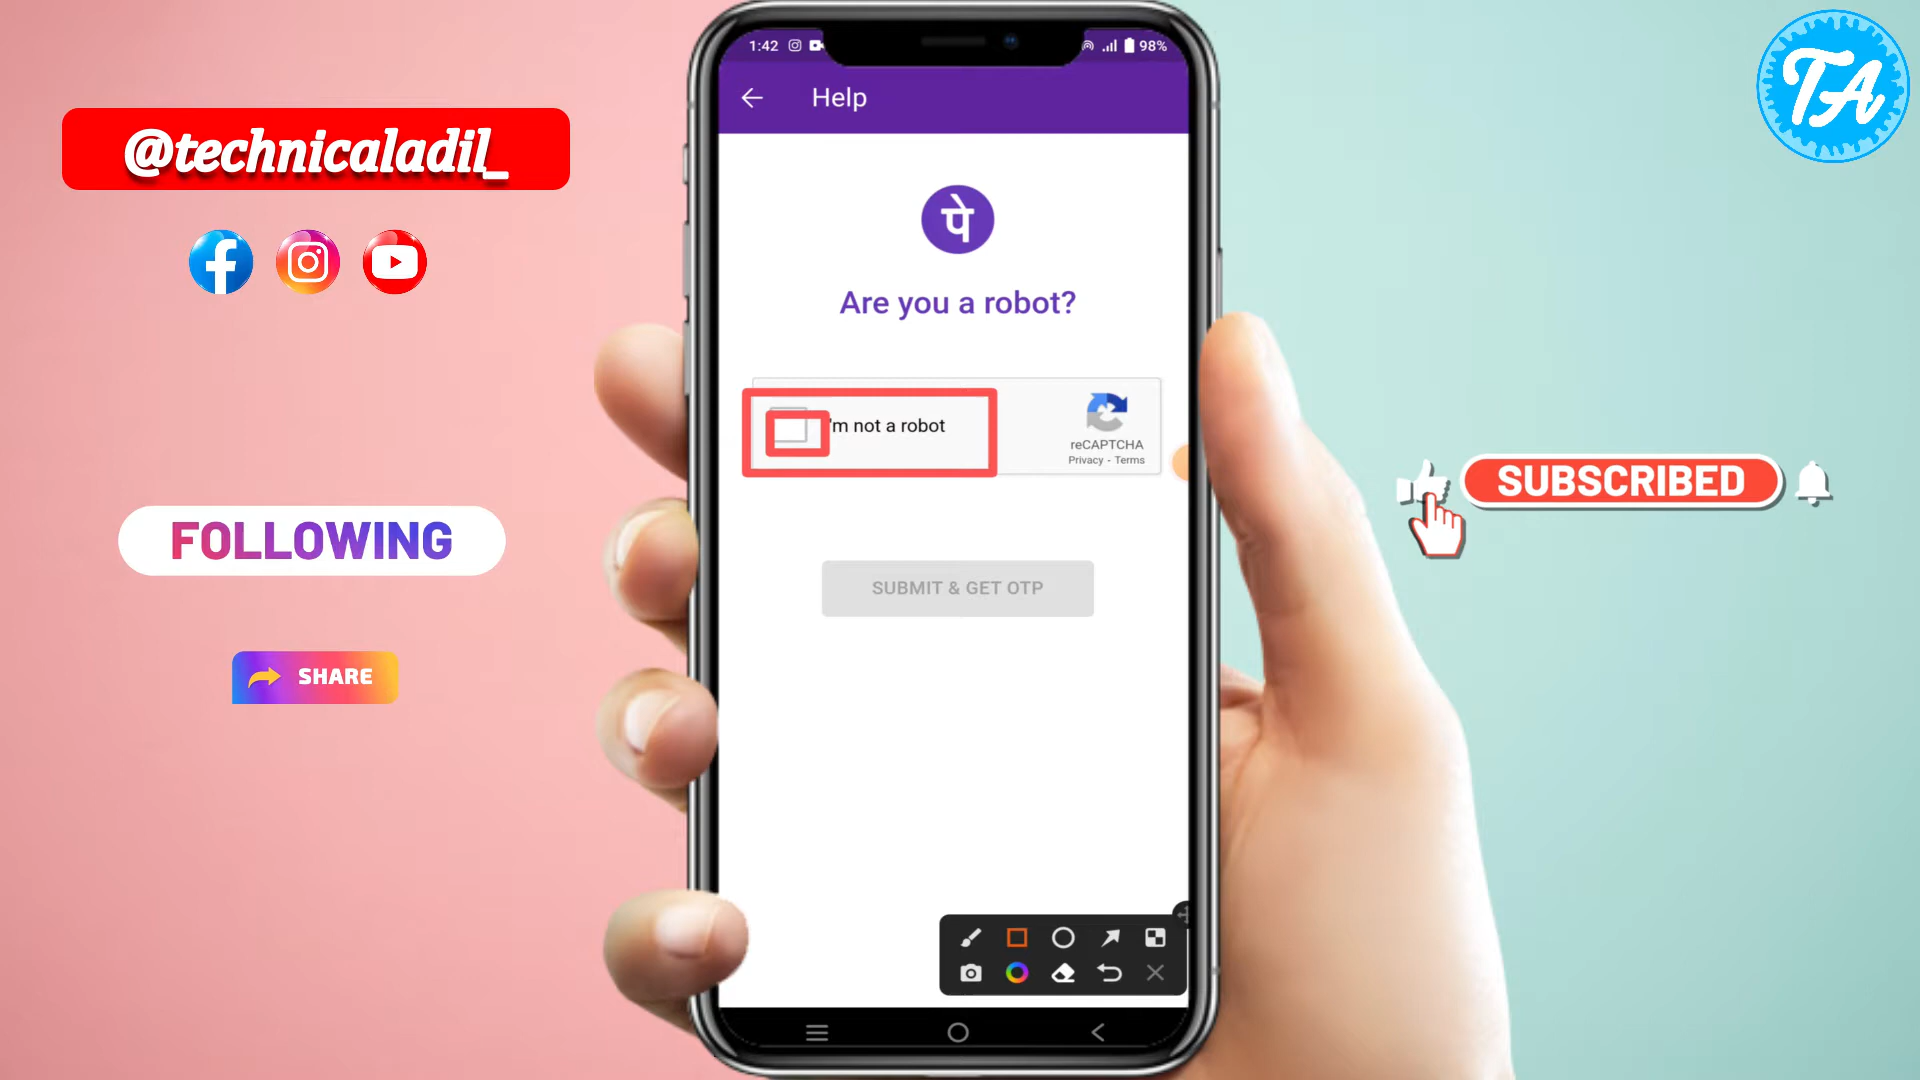 @technicaladil_
FOLLOWING
SHARE
1:42
98%
Help
पे
Are you a robot?
I'm not a robot
reCAPTCHA
Privacy - Terms
SUBMIT & GET OTP
TA
SUBSCRIBED